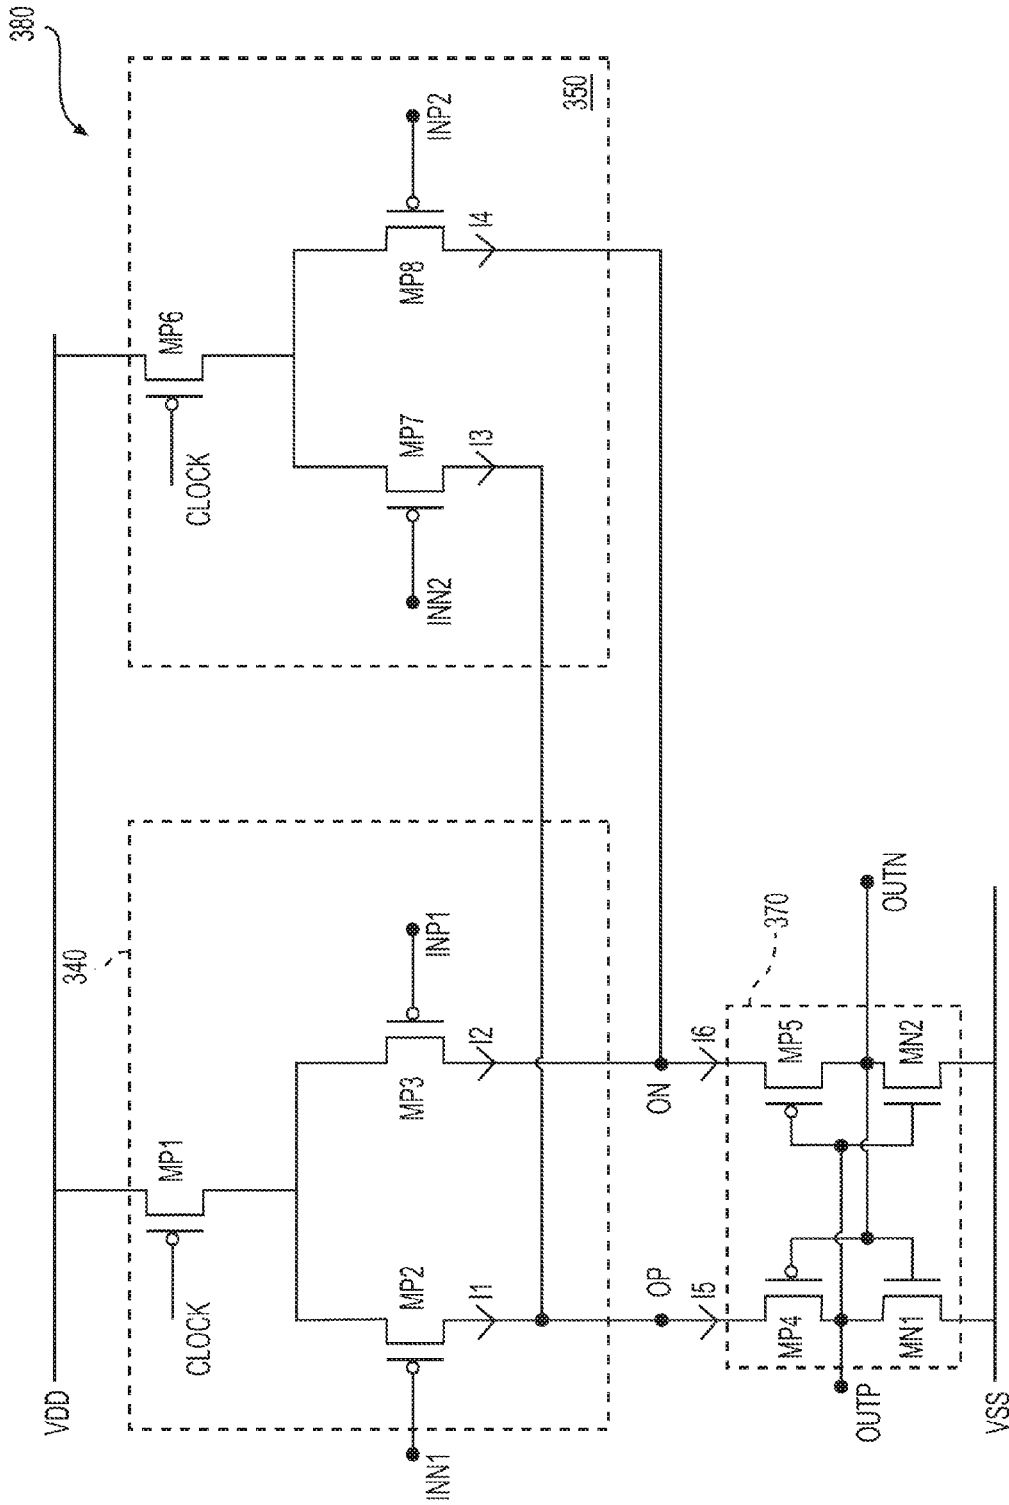 380
VDD
340
MP1
CLOCK
MP6
CLOCK
INN1
MP2
I1
MP3
I2
INP1
INN2
MP7
I3
MP8
I4
INP2
350
OP
I5
ON
I6
370
MP4
MP5
OUTP
OUTN
MN1
MN2
VSS